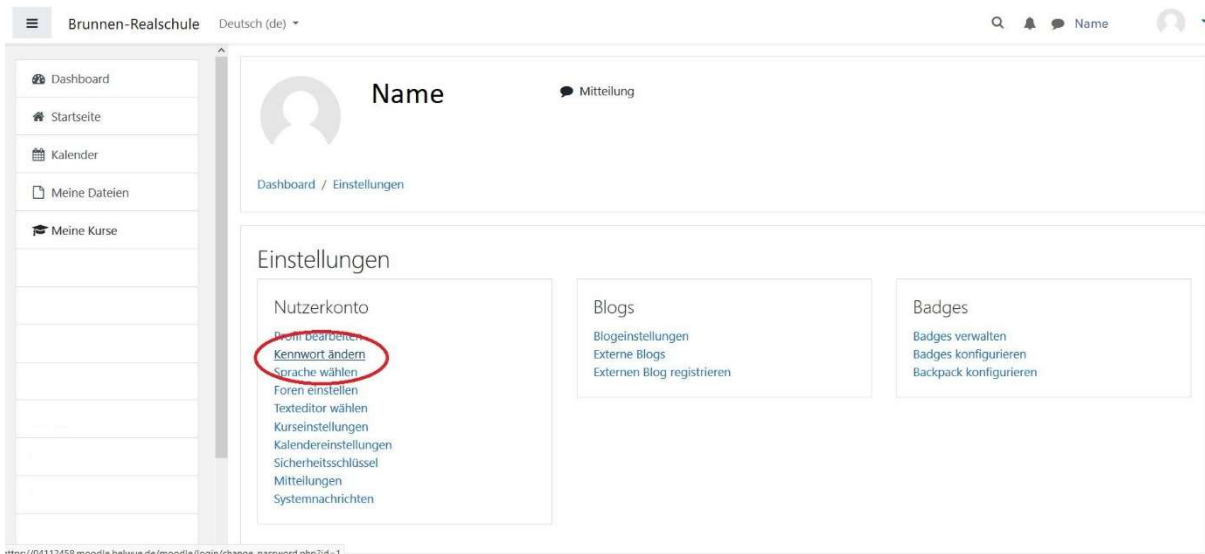 Brunnen-Realschule Deutsch (de) Name
Dashboard
Startseite
Kalender
Meine Dateien
Meine Kurse
Name
Mitteilung
Dashboard / Einstellungen
Einstellungen
Nutzerkonto
Profil bearbeiten
Kennwort ändern
Sprache wählen
Foren einstellen
Texteditor wählen
Kurseinstellungen
Kalendereinstellungen
Sicherheitsschlüssel
Mitteilungen
Systemnachrichten
Blogs
Blogeinstellungen
Externe Blogs
Externen Blog registrieren
Badges
Badges verwalten
Badges konfigurieren
Backpack konfigurieren